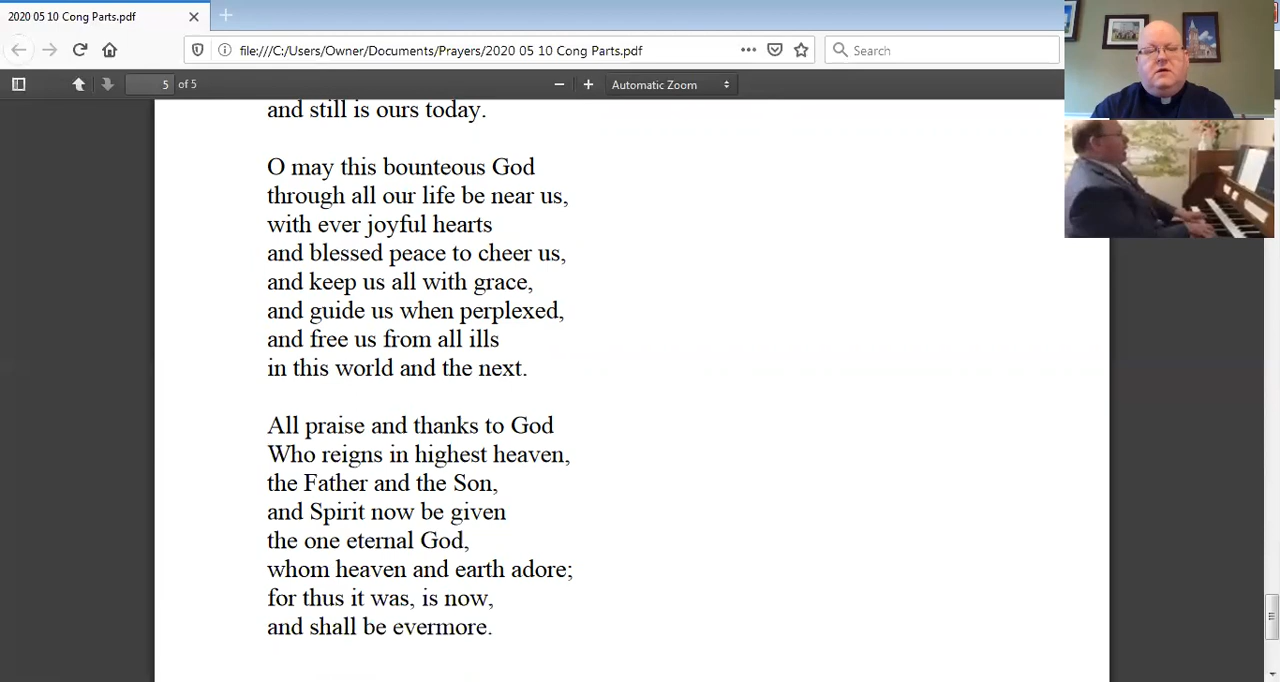 2020 05 10 Cong Parts.pdf
file:///C:/Users/Owner/Documents/Prayers/2020 05 10 Cong Parts.pdf
Search
5 of 5
Automatic Zoom
and still is ours today.
O may this bounteous God
through all our life be near us,
with ever joyful hearts
and blessed peace to cheer us,
and keep us all with grace,
and guide us when perplexed,
and free us from all ills
in this world and the next.
All praise and thanks to God
Who reigns in highest heaven,
the Father and the Son,
and Spirit now be given
the one eternal God,
whom heaven and earth adore;
for thus it was, is now,
and shall be evermore.